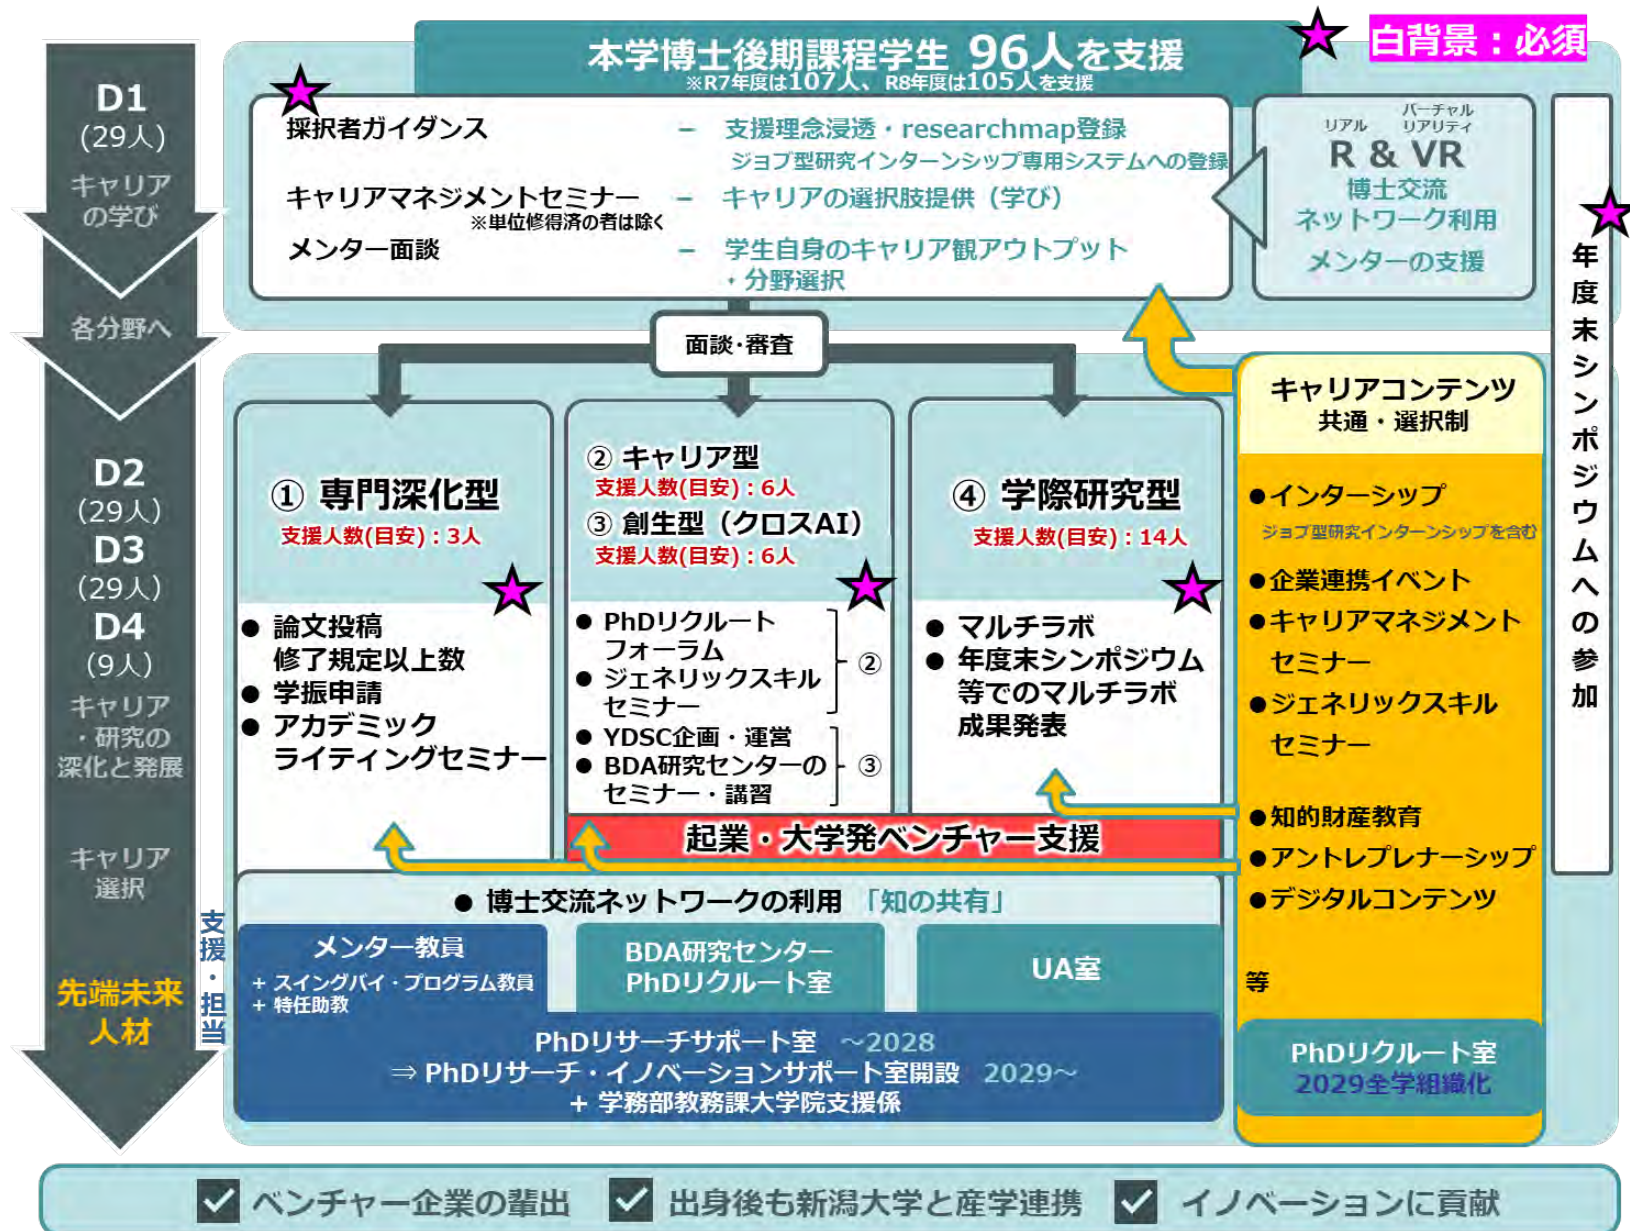 本学博士後期課程学生 96人を支援
※R7年度は107人、R8年度は105人を支援
白背景：必須
D1
(29人)
キャリア
の学び
各分野へ
D2
(29人)
D3
(29人)
D4
(9人)
キャリア
・研究の
深化と発展
キャリア
選択
先端未来
人材
採択者ガイダンス － 支援理念浸透・researchmap登録
ジョブ型研究インターンシップ専用システムへの登録
キャリアマネジメントセミナー － キャリアの選択肢提供（学び）
※単位修得済の者は除く
メンター面談 － 学生自身のキャリア観アウトプット
・分野選択
リアル バーチャルリアリティ
R & VR
博士交流
ネットワーク利用
メンターの支援
年度末シンポジウムへの参加
面談・審査
① 専門深化型
支援人数(目安)：3人
● 論文投稿
修了規定以上数
● 学振申請
● アカデミック
ライティングセミナー
② キャリア型
支援人数(目安)：6人
③ 創生型（クロスAI）
支援人数(目安)：6人
● PhDリクルート
フォーラム
● ジェネリックスキル
セミナー
②
● YDSC企画・運営
● BDA研究センターの
セミナー・講習
③
④ 学際研究型
支援人数(目安)：14人
● マルチラボ
● 年度末シンポジウム
等でのマルチラボ
成果発表
起業・大学発ベンチャー支援
キャリアコンテンツ
共通・選択制
●インターシップ
ジョブ型研究インターンシップを含む
●企業連携イベント
●キャリアマネジメント
セミナー
●ジェネリックスキル
セミナー
●知的財産教育
●アントレプレナーシップ
●デジタルコンテンツ
等
PhDリクルート室
2029全学組織化
● 博士交流ネットワークの利用 「知の共有」
支援・担当
メンター教員
+ スイングバイ・プログラム教員
+ 特任助教
BDA研究センター
PhDリクルート室
UA室
PhDリサーチサポート室 ～2028
⇒ PhDリサーチ・イノベーションサポート室開設 2029～
+ 学務部教務課大学院支援係
ベンチャー企業の輩出
出身後も新潟大学と産学連携
イノベーションに貢献